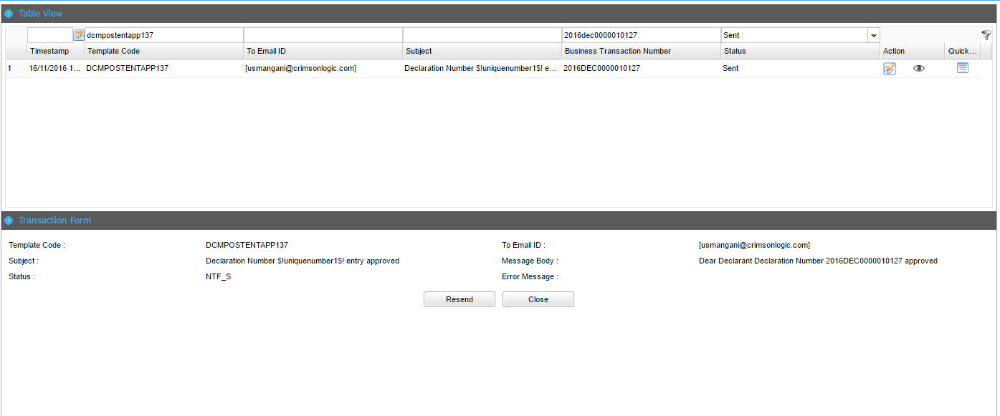 Table View
dcmpostentapp137 2016dec0000010127 Sent
Timestamp Template Code To Email ID Subject Business Transaction Number Status Action Quick...
1 16/11/2016 1... DCMPOSTENTAPP137 [usmangani@crimsonlogic.com] Declaration Number $!uniquenumber1$! e... 2016DEC0000010127 Sent
Transaction Form
Template Code : DCMPOSTENTAPP137 To Email ID : [usmangani@crimsonlogic.com]
Subject : Declaration Number $!uniquenumber1$! entry approved Message Body : Dear Declarant Declaration Number 2016DEC0000010127 approved
Status : NTF_S Error Message :
Resend Close